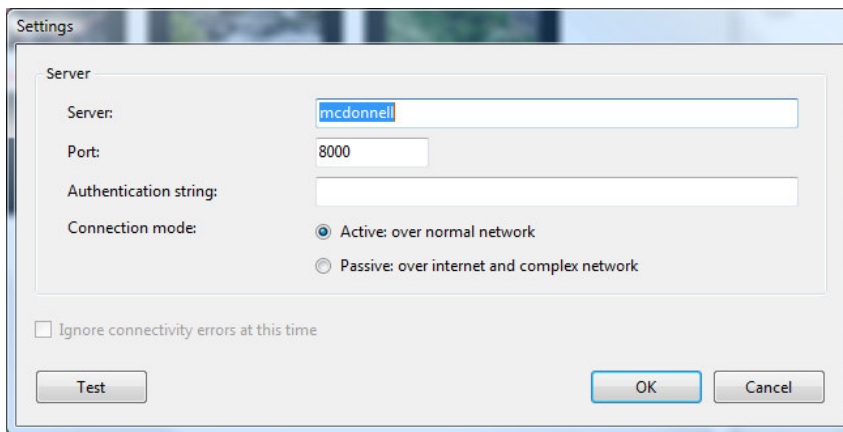 Settings
Server
Server: mcdonnell
Port: 8000
Authentication string:
Connection mode: Active: over normal network
Passive: over internet and complex network
Ignore connectivity errors at this time
Test OK Cancel